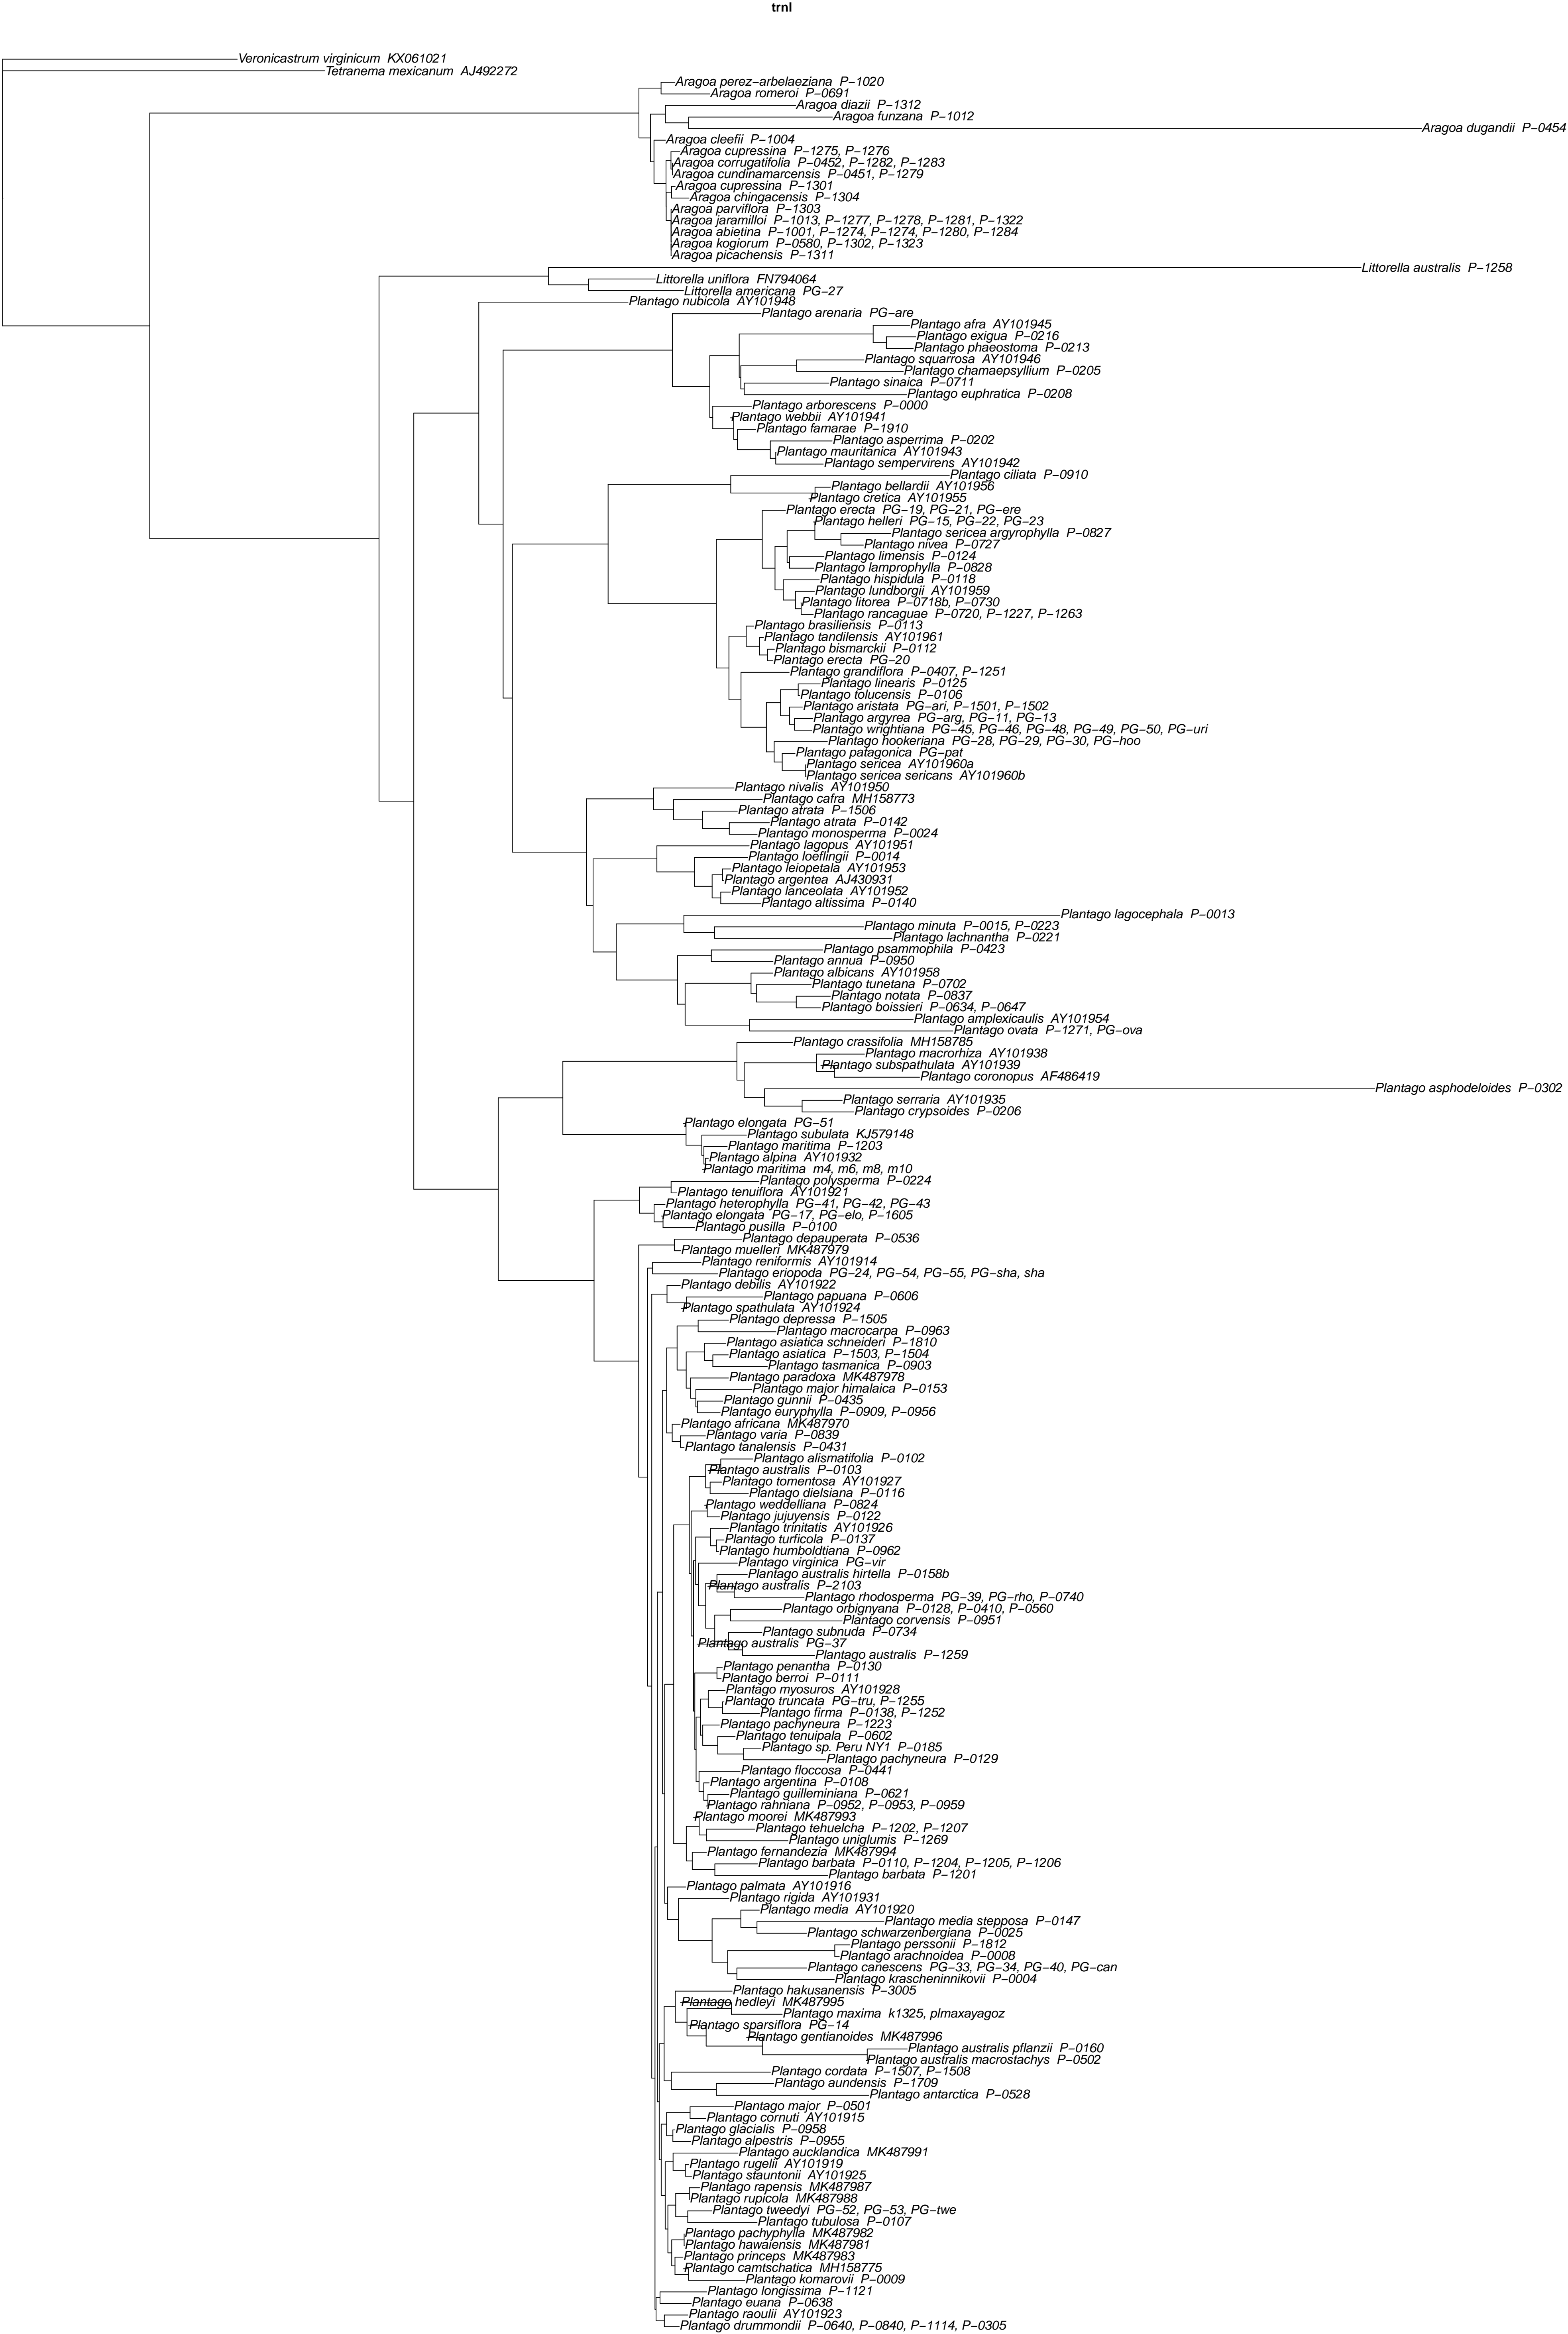 trnl
Veronicastrum virginicum KX061021
Tetranema mexicanum AJ492272
Aragoa perez−arbelaeziana P−1020
Aragoa romeroi P−0691
Aragoa diazii P−1312
Aragoa funzana P−1012
Aragoa dugandii P−0454
Aragoa cleefii P−1004
Aragoa cupressina P−1275, P−1276
Aragoa corrugatifolia P−0452, P−1282, P−1283
Aragoa cundinamarcensis P−0451, P−1279
Aragoa cupressina P−1301
Aragoa chingacensis P−1304
Aragoa parviflora P−1303
Aragoa jaramilloi P−1013, P−1277, P−1278, P−1281, P−1322
Aragoa abietina P−1001, P−1274, P−1274, P−1280, P−1284
Aragoa kogiorum P−0580, P−1302, P−1323
Aragoa picachensis P−1311
Littorella australis P−1258
Littorella uniflora FN794064
Littorella americana PG−27
Plantago nubicola AY101948
Plantago arenaria PG−are
Plantago afra AY101945
Plantago exigua P−0216
Plantago phaeostoma P−0213
Plantago squarrosa AY101946
Plantago chamaepsyllium P−0205
Plantago sinaica P−0711
Plantago euphratica P−0208
Plantago arborescens P−0000
Plantago webbii AY101941
Plantago famarae P−1910
Plantago asperrima P−0202
Plantago mauritanica AY101943
Plantago sempervirens AY101942
Plantago ciliata P−0910
Plantago bellardii AY101956
Plantago cretica AY101955
Plantago erecta PG−19, PG−21, PG−ere
Plantago helleri PG−15, PG−22, PG−23
Plantago sericea argyrophylla P−0827
Plantago nivea P−0727
Plantago limensis P−0124
Plantago lamprophylla P−0828
Plantago hispidula P−0118
Plantago lundborgii AY101959
Plantago litorea P−0718b, P−0730
Plantago rancaguae P−0720, P−1227, P−1263
Plantago brasiliensis P−0113
Plantago tandilensis AY101961
Plantago bismarckii P−0112
Plantago erecta PG−20
Plantago grandiflora P−0407, P−1251
Plantago linearis P−0125
Plantago tolucensis P−0106
Plantago aristata PG−ari, P−1501, P−1502
Plantago argyrea PG−arg, PG−11, PG−13
Plantago wrightiana PG−45, PG−46, PG−48, PG−49, PG−50, PG−uri
Plantago hookeriana PG−28, PG−29, PG−30, PG−hoo
Plantago patagonica PG−pat
Plantago sericea AY101960a
Plantago sericea sericans AY101960b
Plantago nivalis AY101950
Plantago cafra MH158773
Plantago atrata P−1506
Plantago atrata P−0142
Plantago monosperma P−0024
Plantago lagopus AY101951
Plantago loeflingii P−0014
Plantago leiopetala AY101953
Plantago argentea AJ430931
Plantago lanceolata AY101952
Plantago altissima P−0140
Plantago lagocephala P−0013
Plantago minuta P−0015, P−0223
Plantago lachnantha P−0221
Plantago psammophila P−0423
Plantago annua P−0950
Plantago albicans AY101958
Plantago tunetana P−0702
Plantago notata P−0837
Plantago boissieri P−0634, P−0647
Plantago amplexicaulis AY101954
Plantago ovata P−1271, PG−ova
Plantago crassifolia MH158785
Plantago macrorhiza AY101938
Plantago subspathulata AY101939
Plantago coronopus AF486419
Plantago asphodeloides P−0302
Plantago serraria AY101935
Plantago crypsoides P−0206
Plantago elongata PG−51
Plantago subulata KJ579148
Plantago maritima P−1203
Plantago alpina AY101932
Plantago maritima m4, m6, m8, m10
Plantago polysperma P−0224
Plantago tenuiflora AY101921
Plantago heterophylla PG−41, PG−42, PG−43
Plantago elongata PG−17, PG−elo, P−1605
Plantago pusilla P−0100
Plantago depauperata P−0536
Plantago muelleri MK487979
Plantago reniformis AY101914
Plantago eriopoda PG−24, PG−54, PG−55, PG−sha, sha
Plantago debilis AY101922
Plantago papuana P−0606
Plantago spathulata AY101924
Plantago depressa P−1505
Plantago macrocarpa P−0963
Plantago asiatica schneideri P−1810
Plantago asiatica P−1503, P−1504
Plantago tasmanica P−0903
Plantago paradoxa MK487978
Plantago major himalaica P−0153
Plantago gunnii P−0435
Plantago euryphylla P−0909, P−0956
Plantago africana MK487970
Plantago varia P−0839
Plantago tanalensis P−0431
Plantago alismatifolia P−0102
Plantago australis P−0103
Plantago tomentosa AY101927
Plantago dielsiana P−0116
Plantago weddelliana P−0824
Plantago jujuyensis P−0122
Plantago trinitatis AY101926
Plantago turficola P−0137
Plantago humboldtiana P−0962
Plantago virginica PG−vir
Plantago australis hirtella P−0158b
Plantago australis P−2103
Plantago rhodosperma PG−39, PG−rho, P−0740
Plantago orbignyana P−0128, P−0410, P−0560
Plantago corvensis P−0951
Plantago subnuda P−0734
Plantago australis PG−37
Plantago australis P−1259
Plantago penantha P−0130
Plantago berroi P−0111
Plantago myosuros AY101928
Plantago truncata PG−tru, P−1255
Plantago firma P−0138, P−1252
Plantago pachyneura P−1223
Plantago tenuipala P−0602
Plantago sp. Peru NY1 P−0185
Plantago pachyneura P−0129
Plantago floccosa P−0441
Plantago argentina P−0108
Plantago guilleminiana P−0621
Plantago rahniana P−0952, P−0953, P−0959
Plantago moorei MK487993
Plantago tehuelcha P−1202, P−1207
Plantago uniglumis P−1269
Plantago fernandezia MK487994
Plantago barbata P−0110, P−1204, P−1205, P−1206
Plantago barbata P−1201
Plantago palmata AY101916
Plantago rigida AY101931
Plantago media AY101920
Plantago media stepposa P−0147
Plantago schwarzenbergiana P−0025
Plantago perssonii P−1812
Plantago arachnoidea P−0008
Plantago canescens PG−33, PG−34, PG−40, PG−can
Plantago krascheninnikovii P−0004
Plantago hakusanensis P−3005
Plantago hedleyi MK487995
Plantago maxima k1325, plmaxayagoz
Plantago sparsiflora PG−14
Plantago gentianoides MK487996
Plantago australis pflanzii P−0160
Plantago australis macrostachys P−0502
Plantago cordata P−1507, P−1508
Plantago aundensis P−1709
Plantago antarctica P−0528
Plantago major P−0501
Plantago cornuti AY101915
Plantago glacialis P−0958
Plantago alpestris P−0955
Plantago aucklandica MK487991
Plantago rugelii AY101919
Plantago stauntonii AY101925
Plantago rapensis MK487987
Plantago rupicola MK487988
Plantago tweedyi PG−52, PG−53, PG−twe
Plantago tubulosa P−0107
Plantago pachyphylla MK487982
Plantago hawaiensis MK487981
Plantago princeps MK487983
Plantago camtschatica MH158775
Plantago komarovii P−0009
Plantago longissima P−1121
Plantago euana P−0638
Plantago raoulii AY101923
Plantago drummondii P−0640, P−0840, P−1114, P−0305